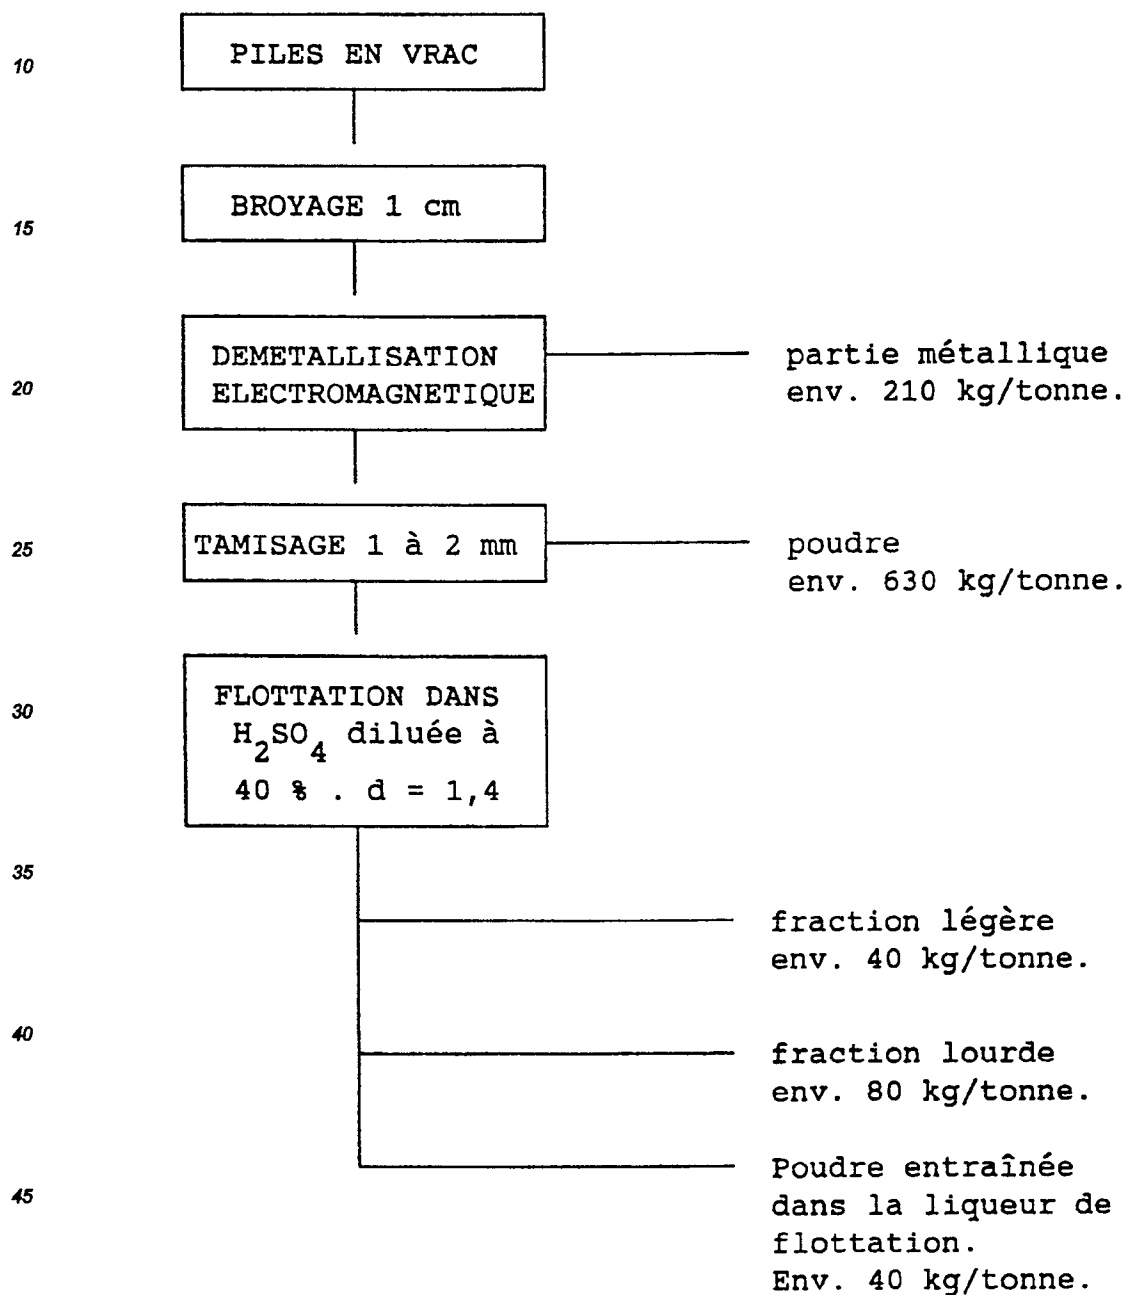 10
PILES EN VRAC
BROYAGE 1 cm
15
DEMETALLISATION
ELECTROMAGNETIQUE
partie métallique
env. 210 kg/tonne.
20
TAMISAGE 1 à 2 mm
25
poudre
env. 630 kg/tonne.
FLOTTATION DANS
H2SO4 diluée à
40 % . d = 1,4
30
35
fraction légère
env. 40 kg/tonne.
40
fraction lourde
env. 80 kg/tonne.
45
Poudre entraînée
dans la liqueur de
flottation.
Env. 40 kg/tonne.